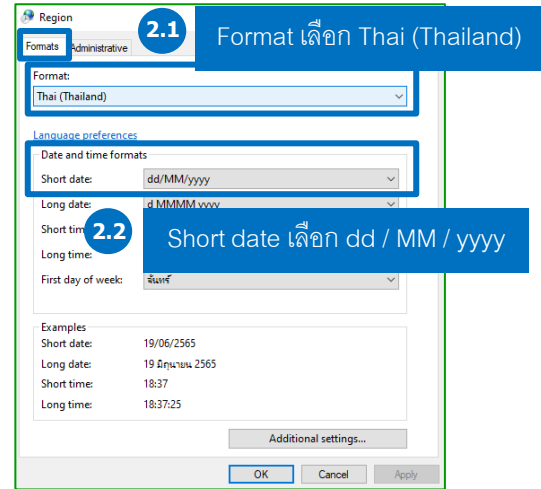 Region
2.1
Format เลือก Thai (Thailand)
Formats
Administrative
Format:
Thai (Thailand)
Language preferences
Date and time formats
Short date:
dd/MM/yyyy
Long date:
d MMMM yyyy
2.2
Short date เลือก dd / MM / yyyy
Long time:
First day of week:
จันทร์
Examples
Short date:
19/06/2565
Long date:
19 มิถุนายน 2565
Short time:
18:37
Long time:
18:37:25
Additional settings...
OK
Cancel
Apply